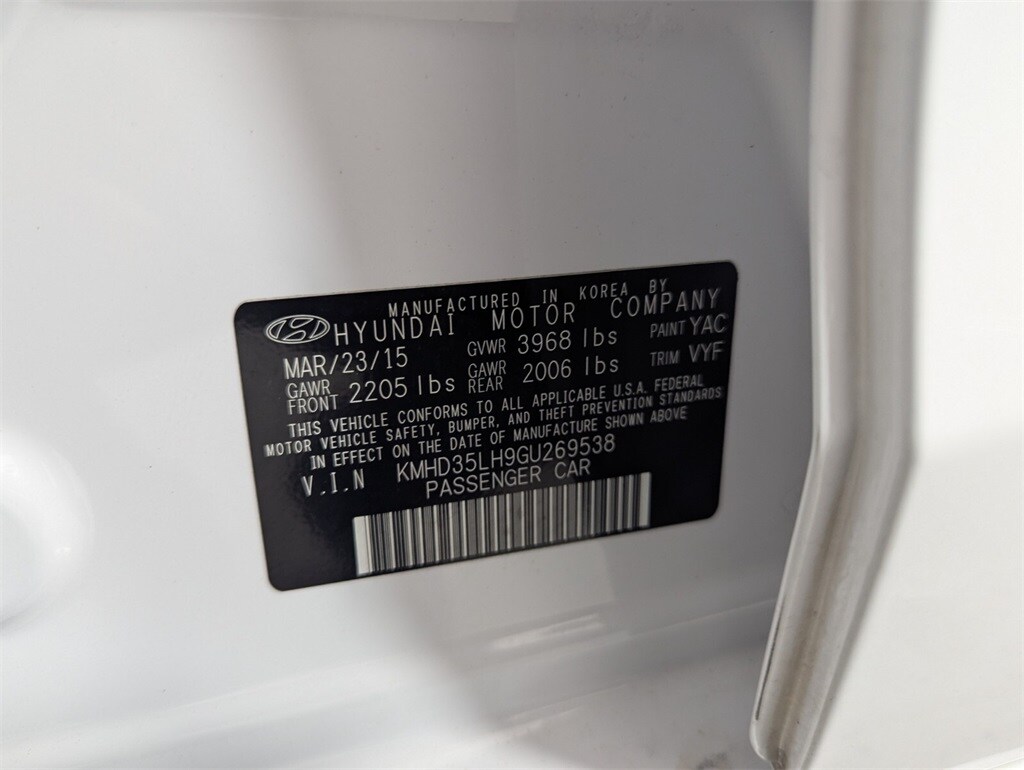 MANUFACTURED IN KOREA BY
HYUNDAI MOTOR COMPANY
MAR/23/15 GVWR 3968 lbs PAINT YAC
GAWR FRONT 2205 lbs GAWR REAR 2006 lbs TRIM VYF
THIS VEHICLE CONFORMS TO ALL APPLICABLE U.S.A. FEDERAL
MOTOR VEHICLE SAFETY, BUMPER, AND THEFT PREVENTION STANDARDS
IN EFFECT ON THE DATE OF MANUFACTURE SHOWN ABOVE
V.I.N KMHD35LH9GU269538
PASSENGER CAR